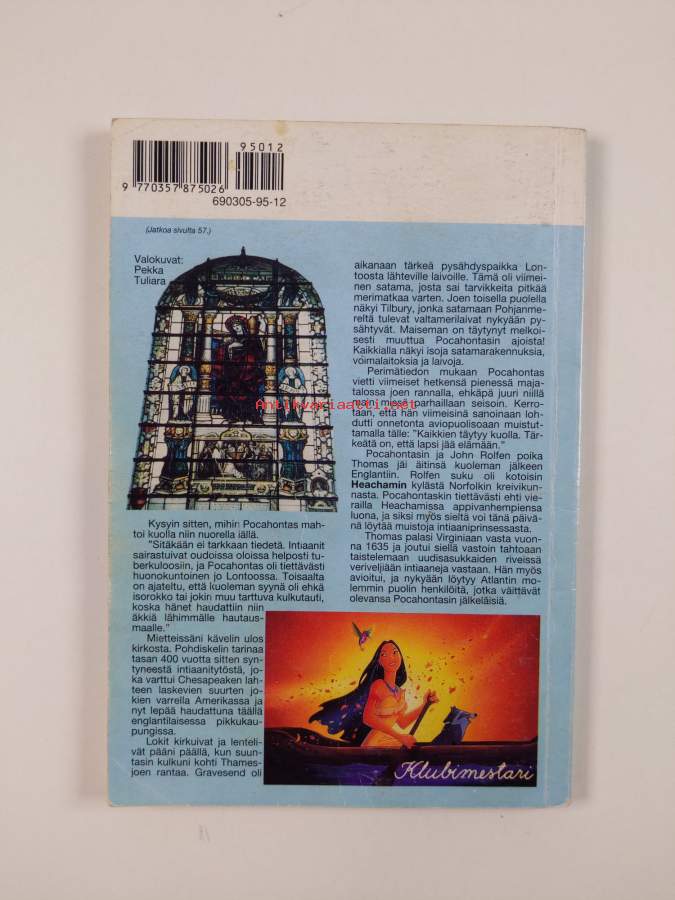 95012
9 770357 875026
690305-95-12
(Jatkoa sivulta 57.)
Valokuvat:
Pekka
Tuliara
Antikvariaatti.net
Kysyin sitten, mihin Pocahontas mah-
toi kuolla niin nuorella iällä.
"Sitäkään ei tarkkaan tiedetä. Intiaanit
sairastuivat oudoissa oloissa helposti tu-
berkuloosiin, ja Pocahontas oli tiettävästi
huonokuntoinen jo Lontoossa. Toisaalta
on ajateltu, että kuoleman syynä oli ehkä
isorokko tai jokin muu tarttuva kulkutauti,
koska hänet haudattiin niin
äkkiä lähimmälle hautaus-
maalle."
Mietteissäni kävelin ulos
kirkosta. Pohdiskelin tarinaa
tasan 400 vuotta sitten syn-
tyneestä intiaanitytöstä, jo-
ka varttui Chesapeaken lah-
teen laskevien suurten jo-
kien varrella Amerikassa ja
nyt lepää haudattuna täällä
englantilaisessa pikkukau-
pungissa.
Lokit kirkuivat ja lenteli-
vät pääni päällä, kun suun-
tasin kulkuni kohti Thames-
joen rantaa. Gravesend oli
aikanaan tärkeä pysähdyspaikka Lon-
toosta lähteville laivoille. Tämä oli viimei-
nen satama, josta sai tarvikkeita pitkää
merimatkaa varten. Joen toisella puolella
näkyi Tilbury, jonka satamaan Pohjanme-
reltä tulevat valtamerilaivat nykyään py-
sähtyvät. Maiseman on täytynyt melkoi-
sesti muuttua Pocahontasin ajoista!
Kaikkialla näkyi isoja satamarakennuksia,
voimalaitoksia ja laivoja.
Perimätiedon mukaan Pocahontas
vietti viimeiset hetkensä pienessä maja-
talossa joen rannalla, ehkäpä juuri niillä
main missä parhaillaan seisoin. Kerro-
taan, että hän viimeisinä sanoinaan loh-
dutti onnetonta aviopuolisoaan muistut-
tamalla tälle: "Kaikkien täytyy kuolla. Tär-
keätä on, että lapsi jää elämään."
Pocahontasin ja John Rolfen poika
Thomas jäi äitinsä kuoleman jälkeen
Englantiin. Rolfen suku oli kotoisin
Heachamin kylästä Norfolkin kreivikun-
nasta. Pocahontaskin tiettävästi ehti vie-
railla Heachamissa appivanhempiensa
luona, ja siksi myös sieltä voi tänä päivä-
nä löytää muistoja intiaaniprinsessasta.
Thomas palasi Virginiaan vasta vuon-
na 1635 ja joutui siellä vastoin tahtoaan
taistelemaan uudisasukkaiden riveissä
veriveljiään intiaaneja vastaan. Hän myös
avioitui, ja nykyään löytyy Atlantin mo-
lemmin puolin henkilöitä, jotka väittävät
olevansa Pocahontasin jälkeläisiä.
Klubimestari